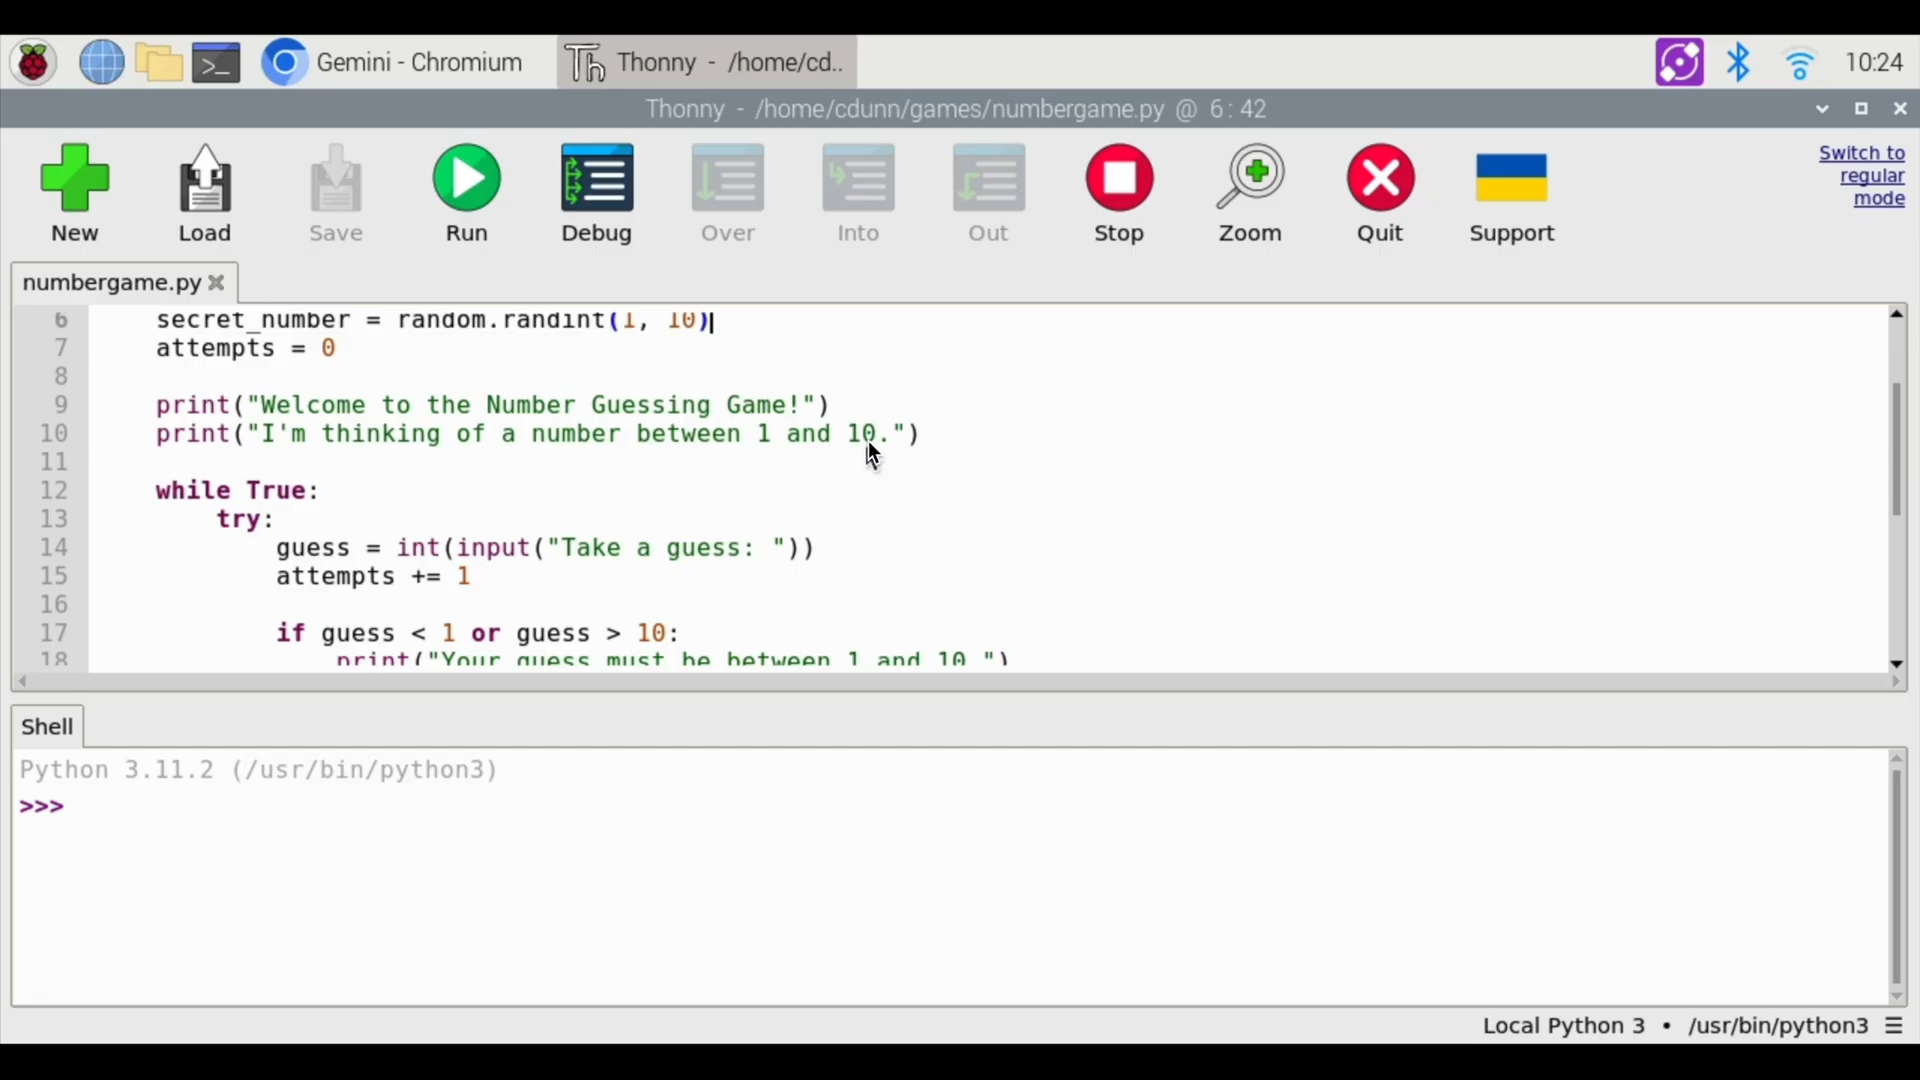 Gemini - Chromium
Thonny - /home/cd..
10:24
Thonny - /home/cdunn/games/numbergame.py @ 6:42
New
Load
Save
Run
Debug
Over
Into
Out
Stop
Zoom
Quit
Support
Switch to
regular
mode
numbergame.py
6 secret_number = random.randint(1, 10)
7 attempts = 0
8
9 print("Welcome to the Number Guessing Game!")
10 print("I'm thinking of a number between 1 and 10.")
11
12 while True:
13 try:
14 guess = int(input("Take a guess: "))
15 attempts += 1
16
17 if guess < 1 or guess > 10:
18 print("Your guess must be between 1 and 10.")
Shell
Python 3.11.2 (/usr/bin/python3)
>>>
Local Python 3 • /usr/bin/python3 ☰